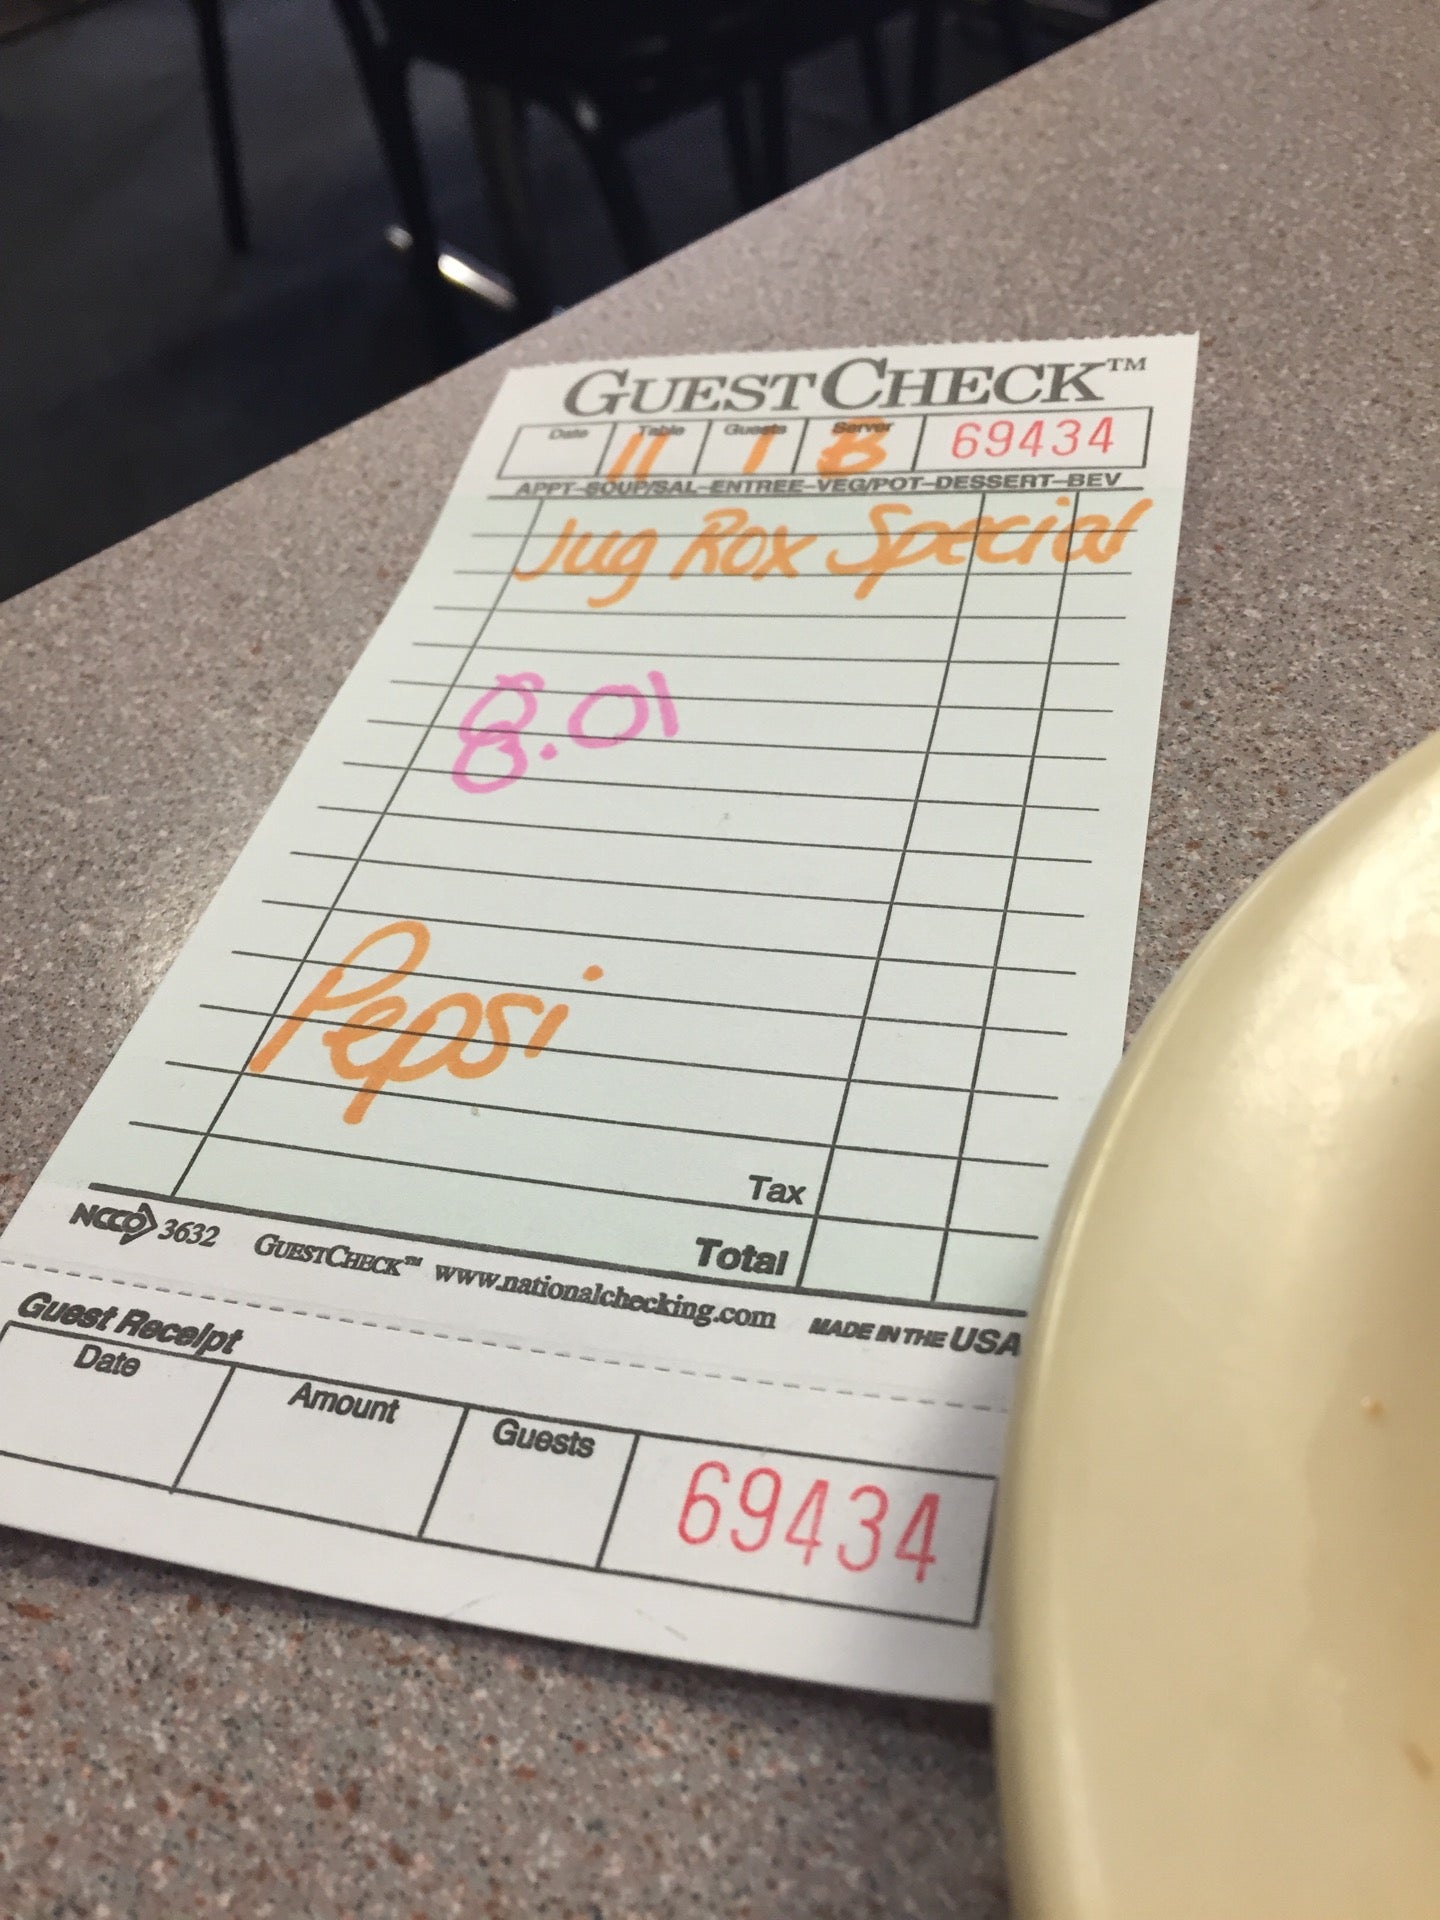 GUESTCHECK™
Date Table Guests Server 69434
11 1 B
APPT-SOUP/SAL-ENTREE-VEG/POT-DESSERT-BEV
Jug Rox Special
8.01
Pepsi
Tax
Total
NCCO 3632 GUESTCHECK™ www.nationalchecking.com MADE IN THE USA
Guest Receipt
Date Amount Guests 69434